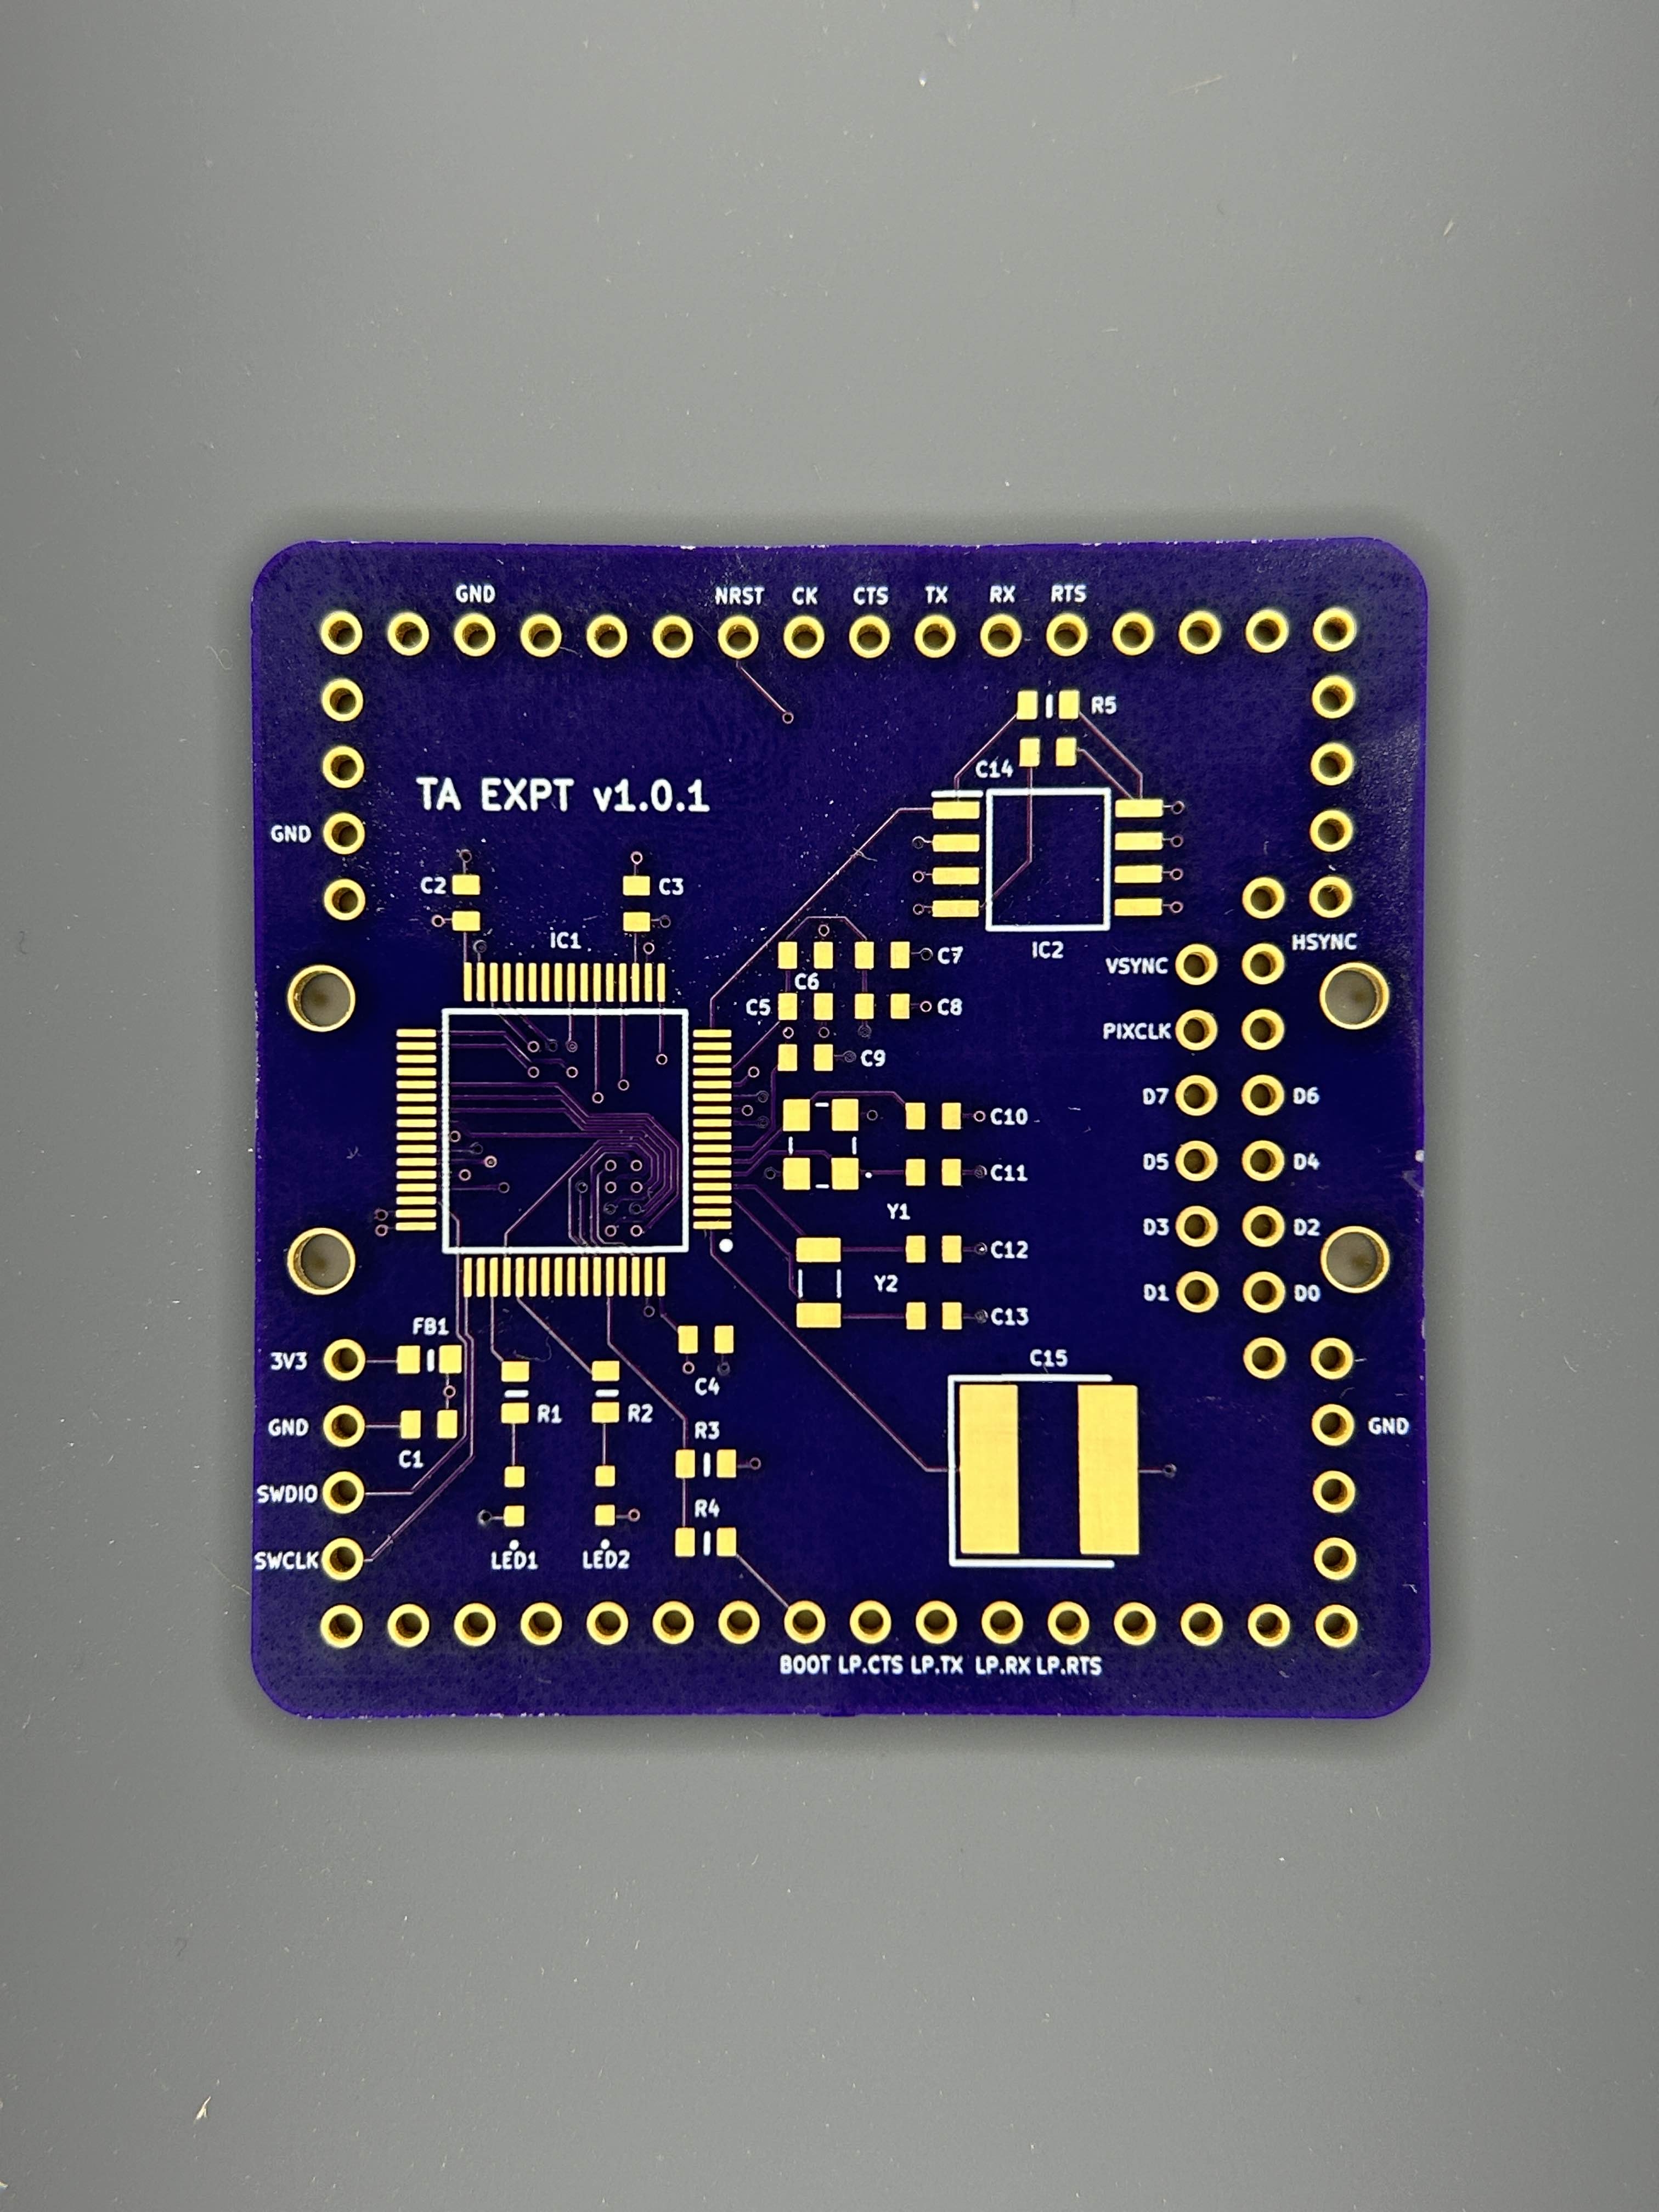 GND NRST CK CTS TX RX RTS
R5
C14
TA EXPT v1.0.1
GND
C2 C3
IC1 IC2
HSYNC
C7
VSYNC
C6
C5 C8
PIXCLK
C9
D7 D6
C10
D5 D4
C11
Y1
D3 D2
C12
Y2
D1 D0
C13
FB1
3V3
C15
C4
R1 R2
GND GND
R3
C1
SWDIO
R4
SWCLK LED1 LED2
BOOT LP.CTS LP.TX LP.RX LP.RTS